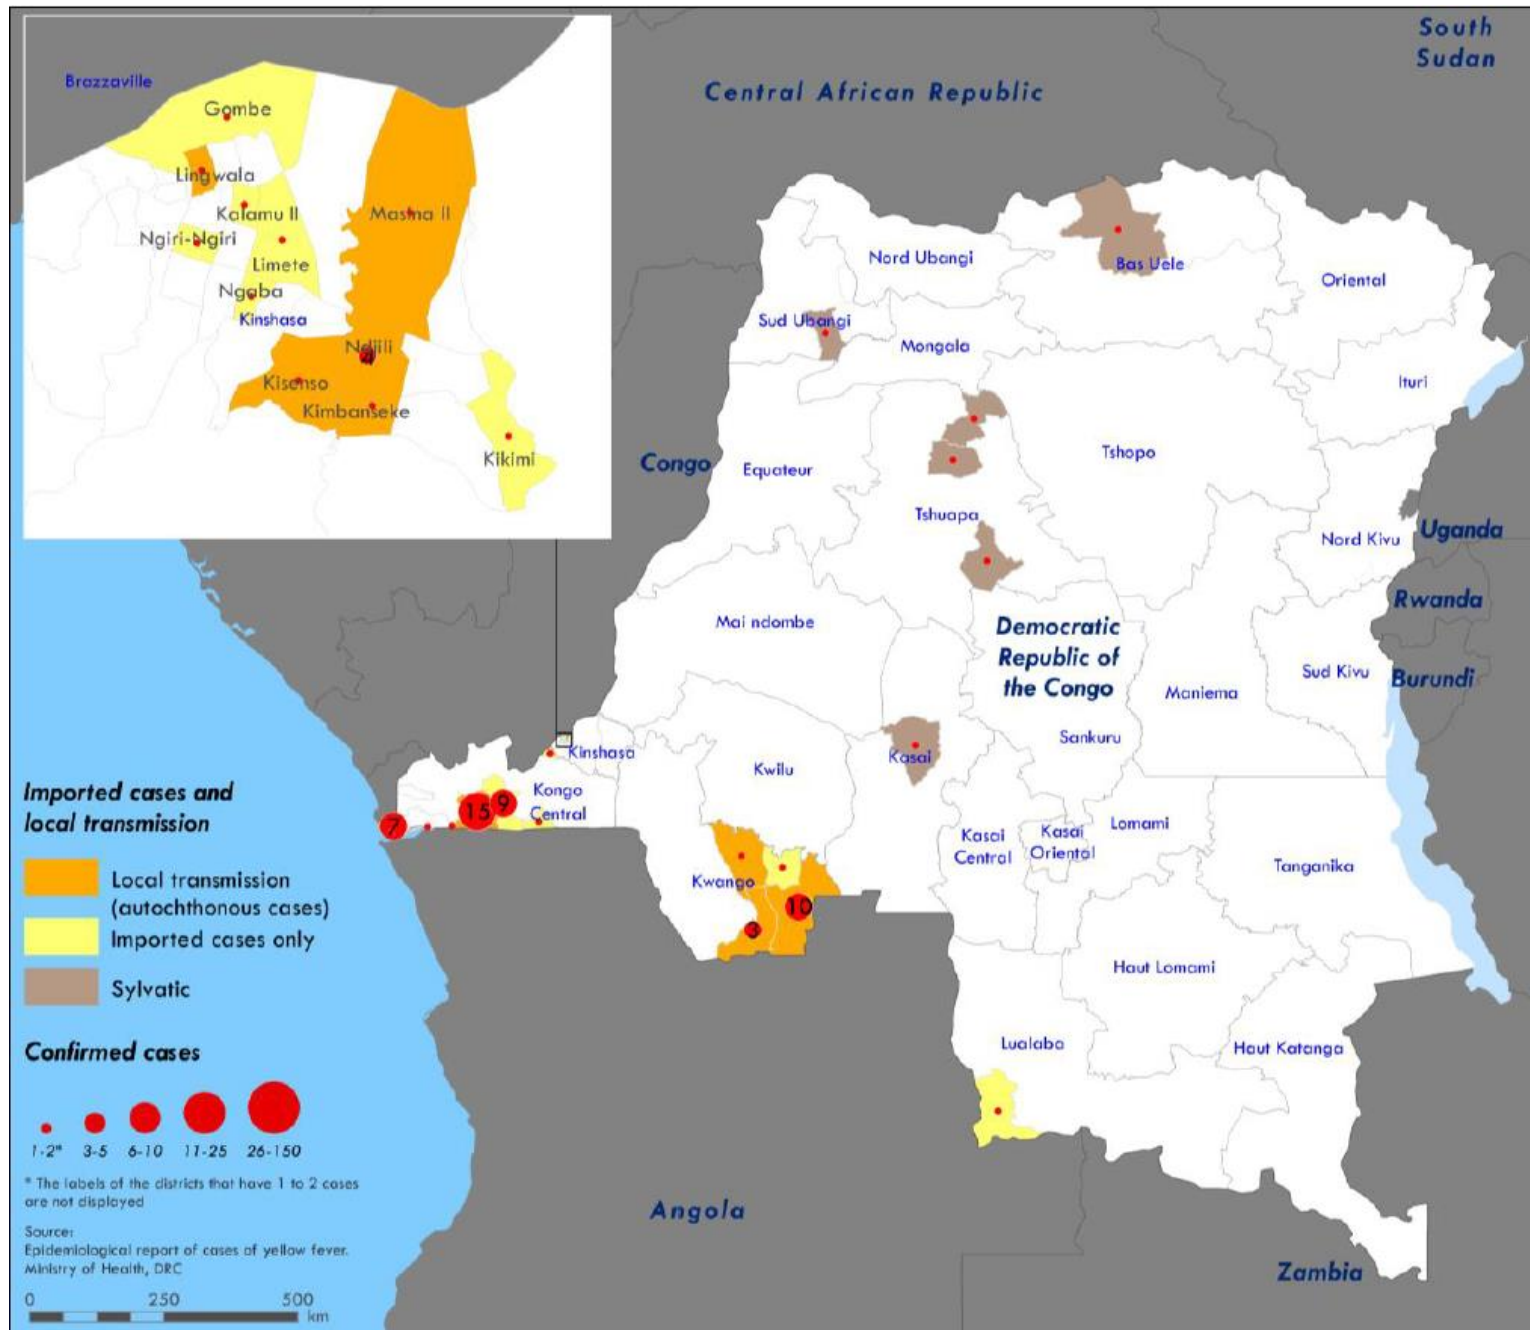 South
Sudan
Central African Republic
Brazzaville
Gombe
Lingwala
Kalamu II
Masina II
Ngiri-Ngiri
Limete
Ngaba
Kinshasa
Ndjili
4
Kisenso
Kimbanseke
Kikimi
Nord Ubangi
Bas Uele
Oriental
Sud Ubangi
Mongala
Ituri
Congo
Equateur
Tshopo
Tshuapa
Nord Kivu
Uganda
Rwanda
Mai ndombe
Democratic
Republic of
the Congo
Maniema
Sud Kivu
Burundi
Sankuru
Kinshasa
Kwilu
Kasai
Kongo
Central
7
15
9
Kasai
Central
Kasai
Oriental
Lomami
Tanganika
Kwango
10
3
Haut Lomami
Lualaba
Haut Katanga
Angola
Zambia
Imported cases and
local transmission
Local transmission
(autochthonous cases)
Imported cases only
Sylvatic
Confirmed cases
1-2*
3-5
6-10
11-25
26-150
* The labels of the districts that have 1 to 2 cases
are not displayed
Source:
Epidemiological report of cases of yellow fever.
Ministry of Health, DRC
0
250
500
km